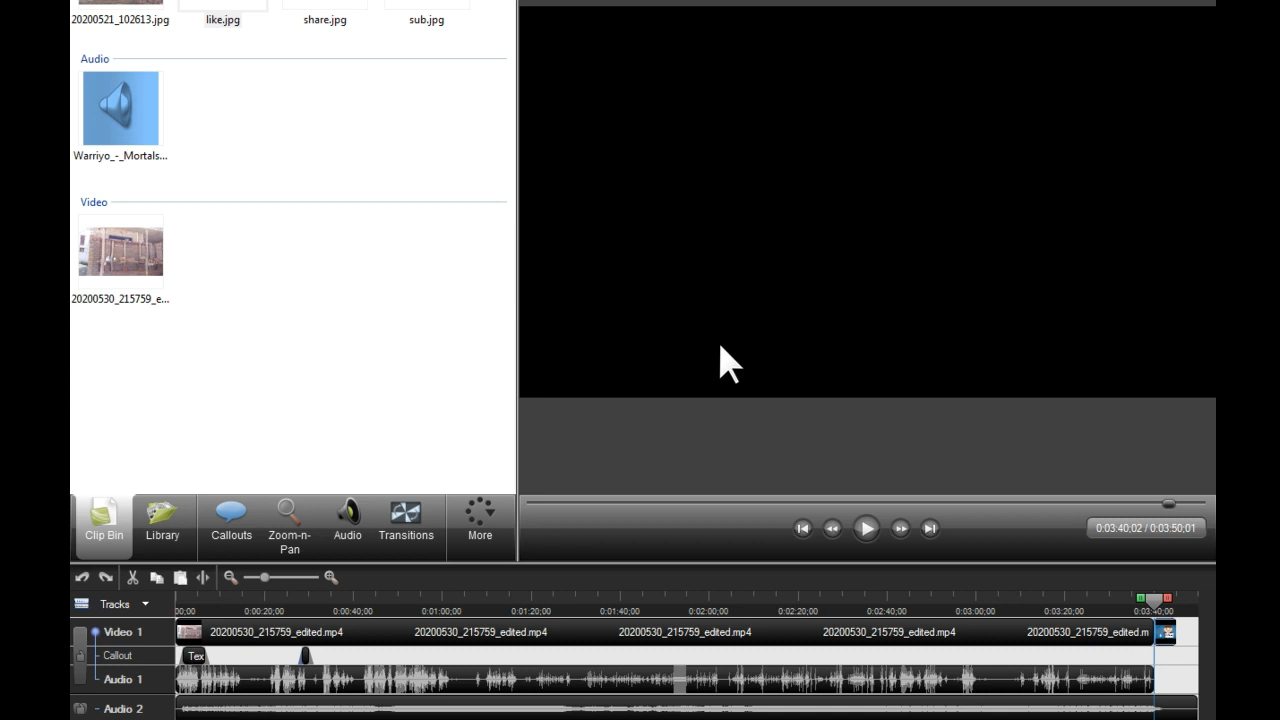 20200521_102613.jpg like.jpg share.jpg sub.jpg
Audio
Warriyo_-_Mortals...
Video
20200530_215759_e...
Clip Bin Library Callouts Zoom-n-Pan Audio Transitions More
0:03:40;02 / 0:03:50;01
Tracks 00;00 0:00:20;00 0:00:40;00 0:01:00;00 0:01:20;00 0:01:40;00 0:02:00;00 0:02:20;00 0:02:40;00 0:03:00;00 0:03:20;00 0:03:40;00
Video 1 20200530_215759_edited.mp4 20200530_215759_edited.mp4 20200530_215759_edited.mp4 20200530_215759_edited.mp4 20200530_215759_edited.m
Callout Tex
Audio 1
Audio 2